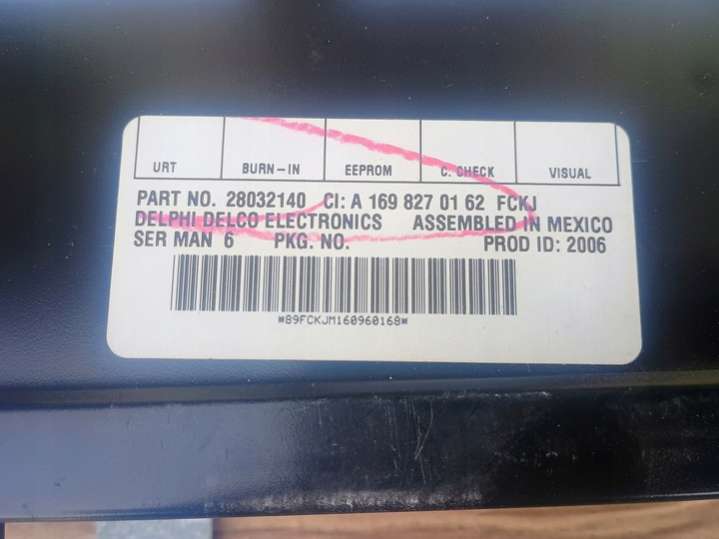 URT BURN-IN EEPROM C. CHECK VISUAL
PART NO. 28032140 CI: A 169 827 01 62 FCKJ
DELPHI DELCO ELECTRONICS ASSEMBLED IN MEXICO
SER MAN 6 PKG. NO. PROD ID: 2006
*89FCKJM160960168*